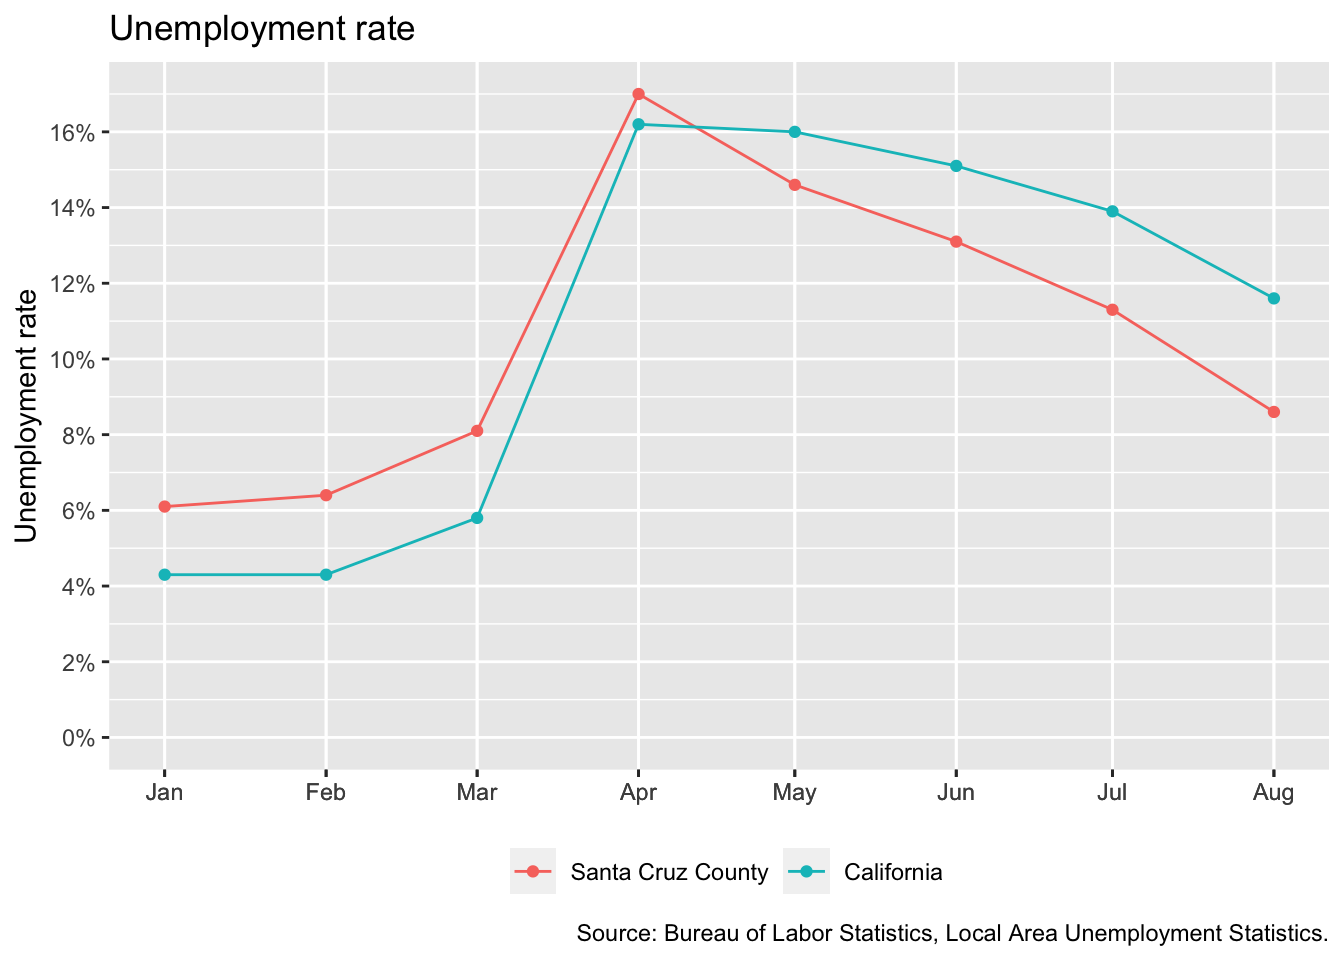 Unemployment rate
Unemployment rate
16%
14%
12%
10%
8%
6%
4%
2%
0%
Jan Feb Mar Apr May Jun Jul Aug
Santa Cruz County California
Source: Bureau of Labor Statistics, Local Area Unemployment Statistics.